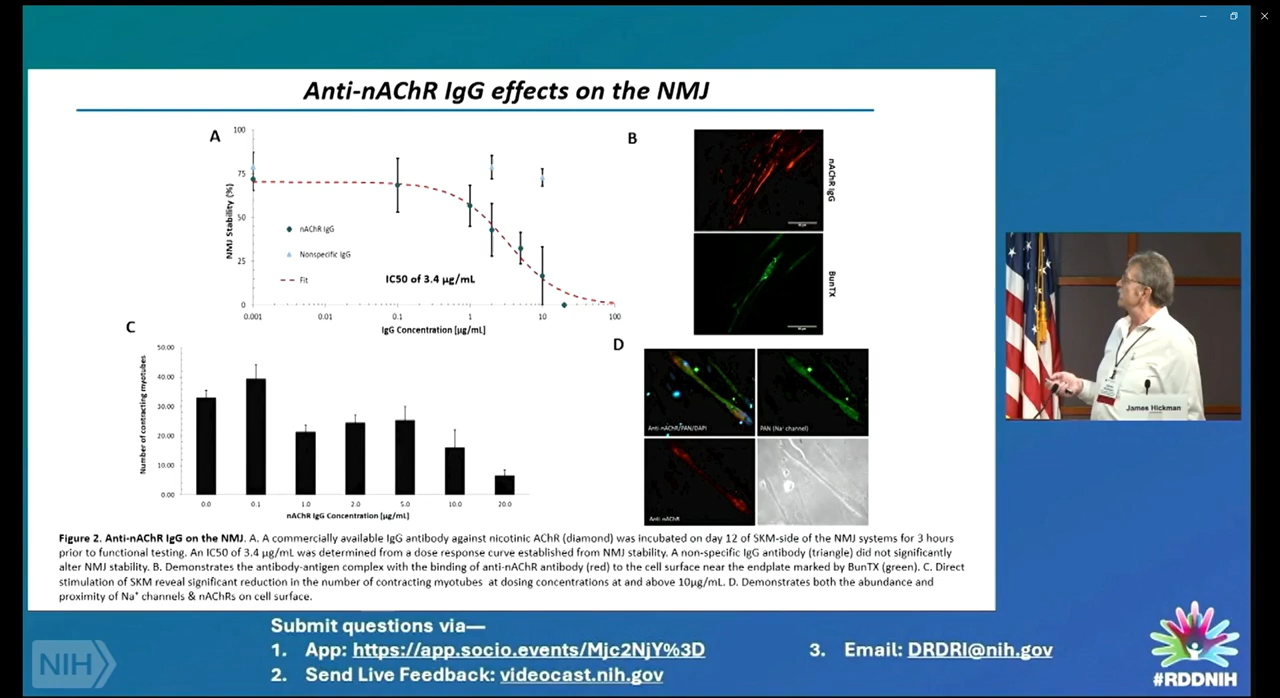 Anti-nAChR IgG effects on the NMJ
A
100
75
50
25
0
NMJ Stability (%)
nAChR IgG
Nonspecific IgG
Fit
IC50 of 3.4 µg/mL
0.001
0.01
0.1
1
10
100
IgG Concentration [µg/mL]
B
nAChR IgG
BunTX
C
50.00
40.00
30.00
20.00
10.00
0.00
Number of contracting myotubes
0.0
0.1
1.0
2.0
5.0
10.0
20.0
nAChR IgG Concentration [µg/mL]
D
Anti-nAChR/PAN/DAPI
PAN (Na⁺ channel)
Anti nAChR
Figure 2. Anti-nAChR IgG on the NMJ. A. A commercially available IgG antibody against nicotinic AChR (diamond) was incubated on day 12 of SKM-side of the NMJ systems for 3 hours
prior to functional testing. An IC50 of 3.4 µg/mL was determined from a dose response curve established from NMJ stability. A non-specific IgG antibody (triangle) did not significantly
alter NMJ stability. B. Demonstrates the antibody-antigen complex with the binding of anti-nAChR antibody (red) to the cell surface near the endplate marked by BunTX (green). C. Direct
stimulation of SKM reveal significant reduction in the number of contracting myotubes at dosing concentrations at and above 10µg/mL. D. Demonstrates both the abundance and
proximity of Na⁺ channels & nAChRs on cell surface.
James Hickman
Submit questions via—
1. App: https://app.socio.events/Mjc2NjY%3D
2. Send Live Feedback: videocast.nih.gov
3. Email: DRDRI@nih.gov
NIH
#RDDNIH